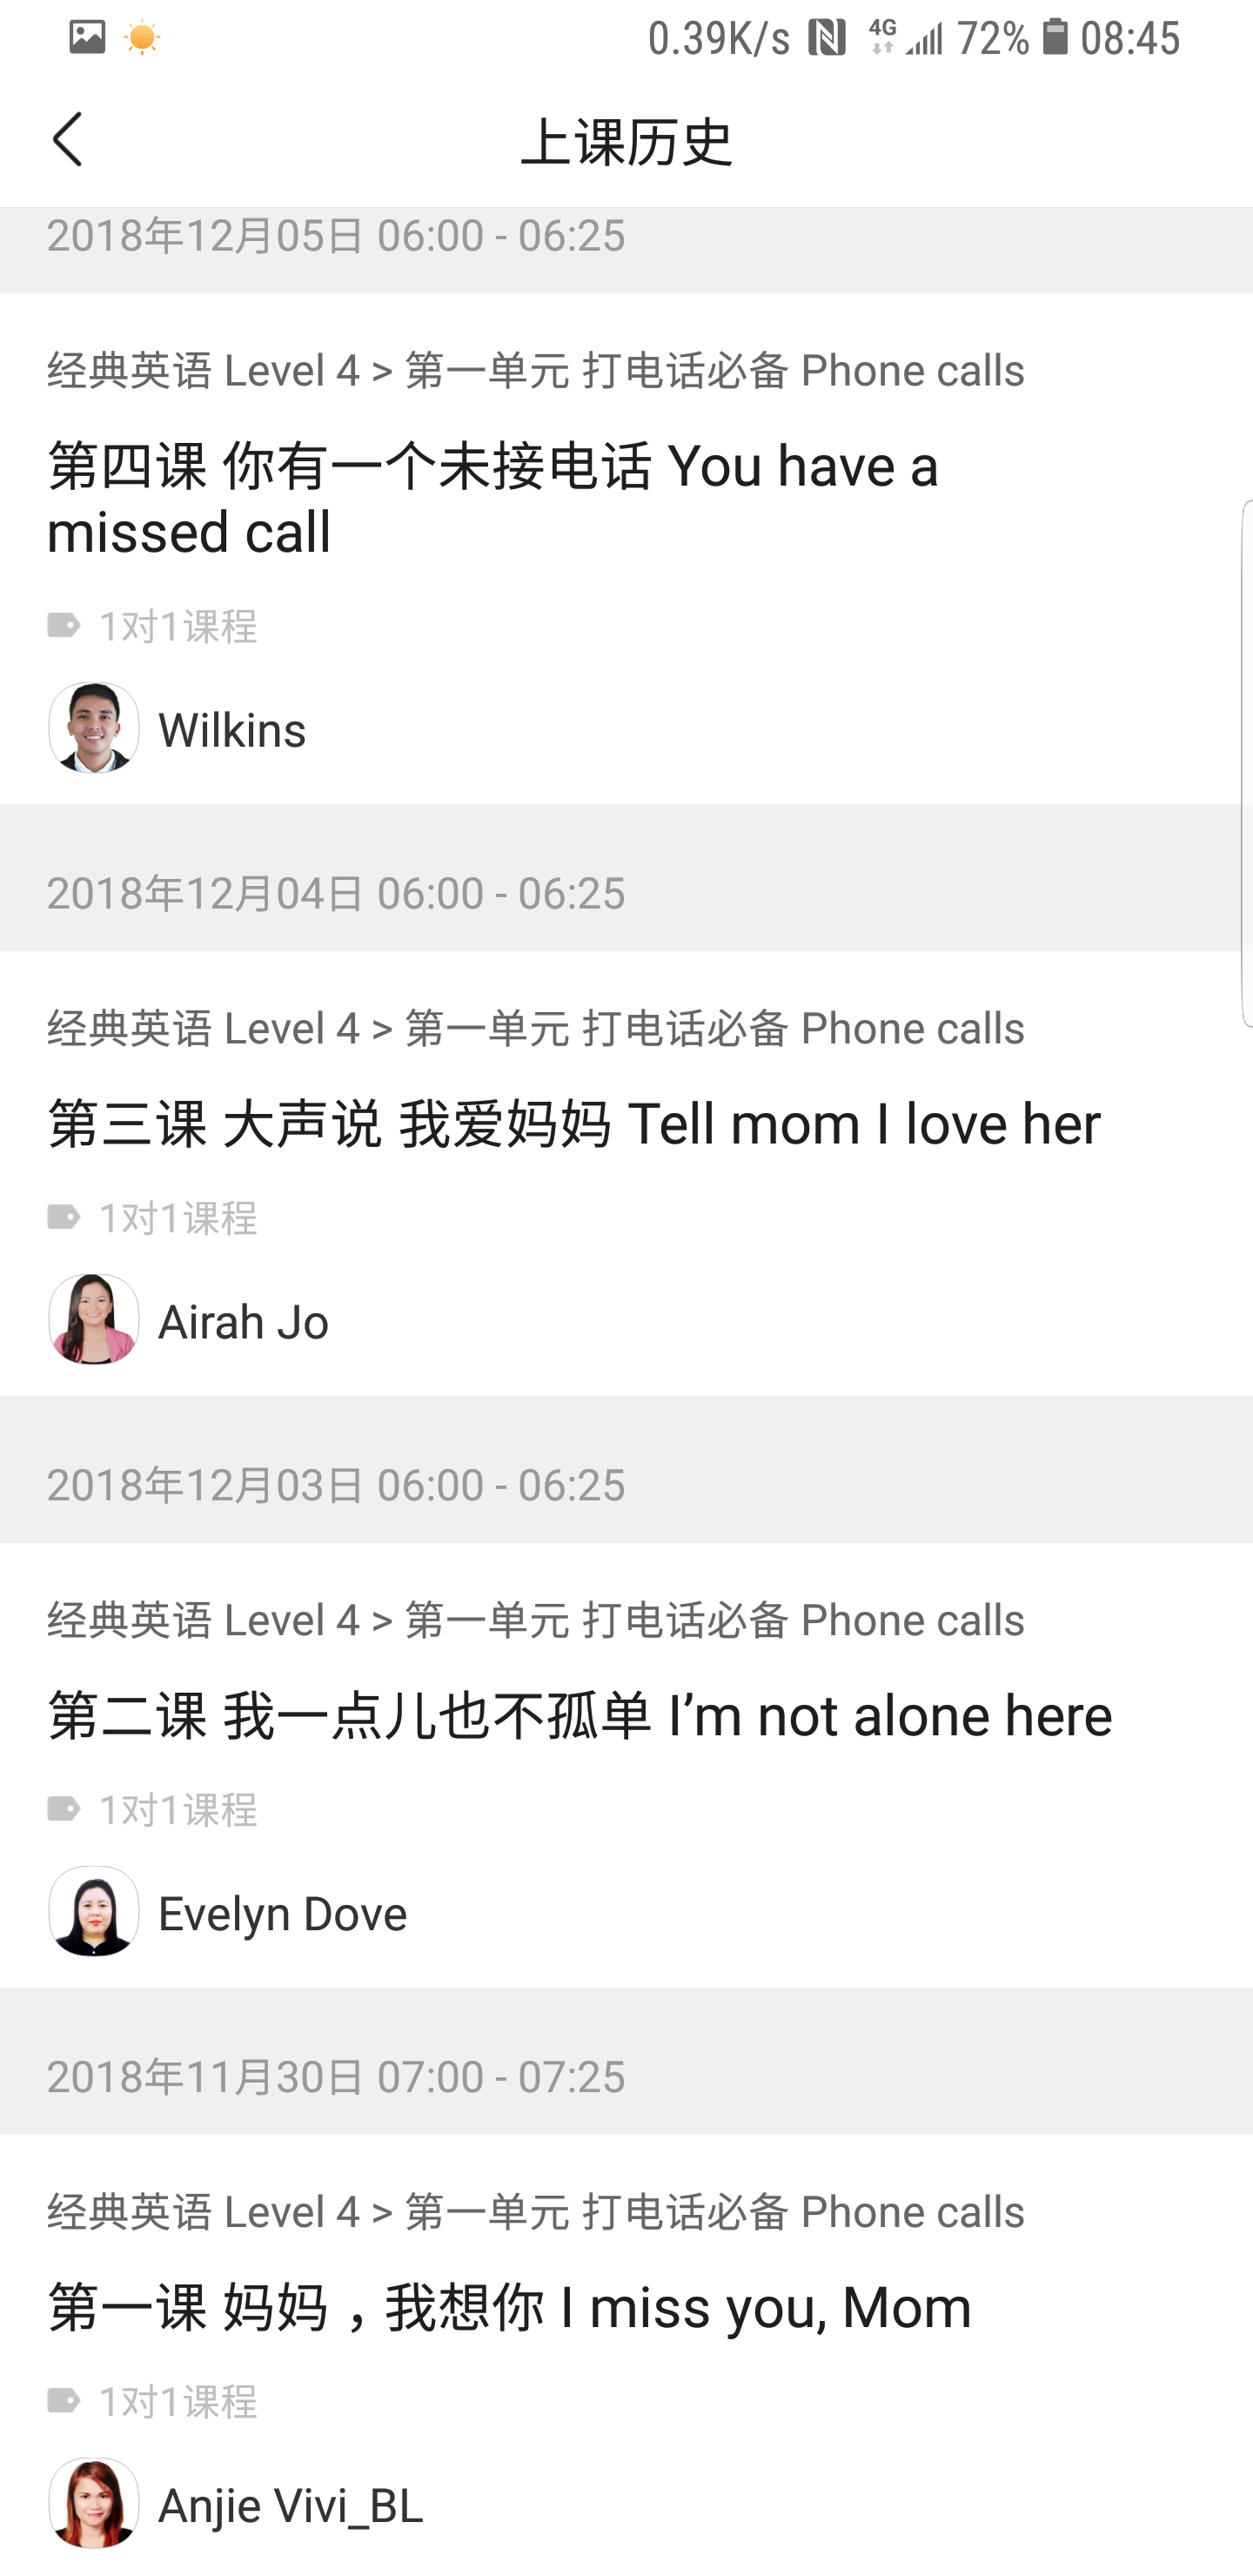 0.39K/s 4G 72% 08:45
上课历史
2018年12月05日 06:00 - 06:25
经典英语 Level 4 > 第一单元 打电话必备 Phone calls
第四课 你有一个未接电话 You have a
missed call
1对1课程
Wilkins
2018年12月04日 06:00 - 06:25
经典英语 Level 4 > 第一单元 打电话必备 Phone calls
第三课 大声说 我爱妈妈 Tell mom I love her
1对1课程
Airah Jo
2018年12月03日 06:00 - 06:25
经典英语 Level 4 > 第一单元 打电话必备 Phone calls
第二课 我一点儿也不孤单 I’m not alone here
1对1课程
Evelyn Dove
2018年11月30日 07:00 - 07:25
经典英语 Level 4 > 第一单元 打电话必备 Phone calls
第一课 妈妈，我想你 I miss you, Mom
1对1课程
Anjie Vivi_BL